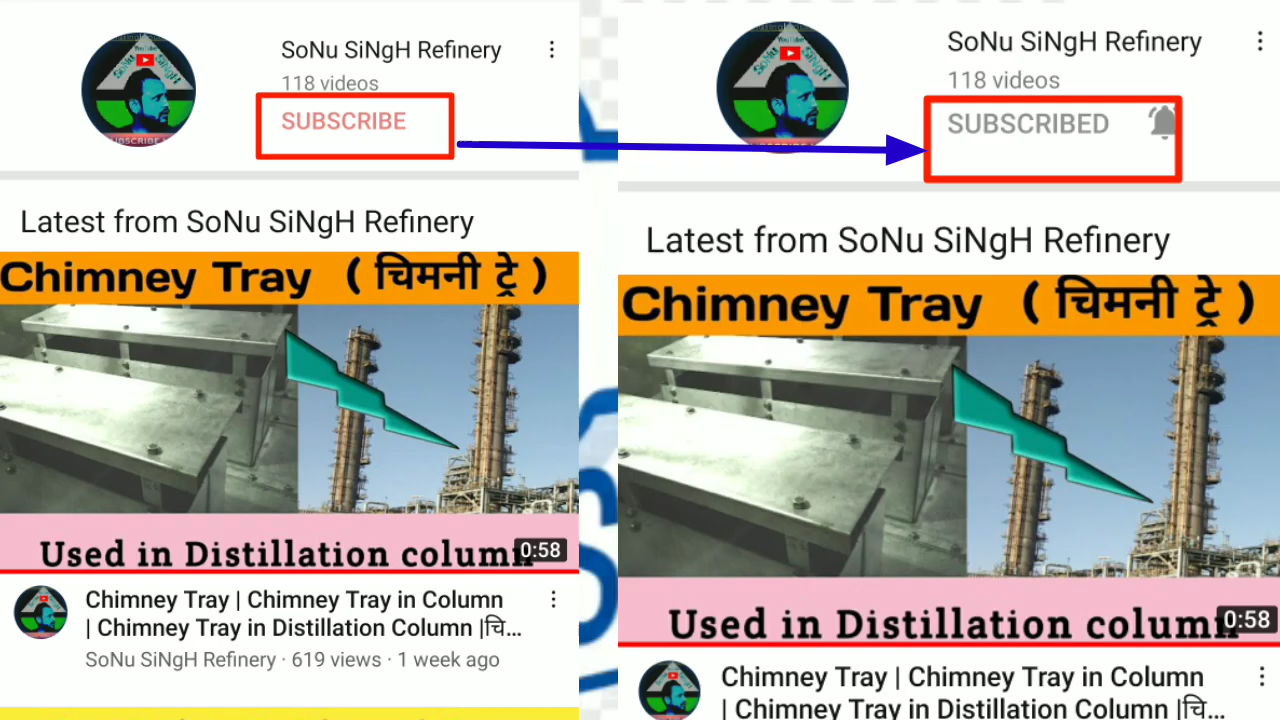 SoNu SiNgH Refinery
118 videos
SUBSCRIBE
Latest from SoNu SiNgH Refinery
Chimney Tray ( चिमनी ट्रे )
Used in Distillation column
0:58
Chimney Tray | Chimney Tray in Column
| Chimney Tray in Distillation Column |चि...
SoNu SiNgH Refinery · 619 views · 1 week ago
SoNu SiNgH Refinery
118 videos
SUBSCRIBED
Latest from SoNu SiNgH Refinery
Chimney Tray ( चिमनी ट्रे )
Used in Distillation column
0:58
Chimney Tray | Chimney Tray in Column
| Chimney Tray in Distillation Column |चि...